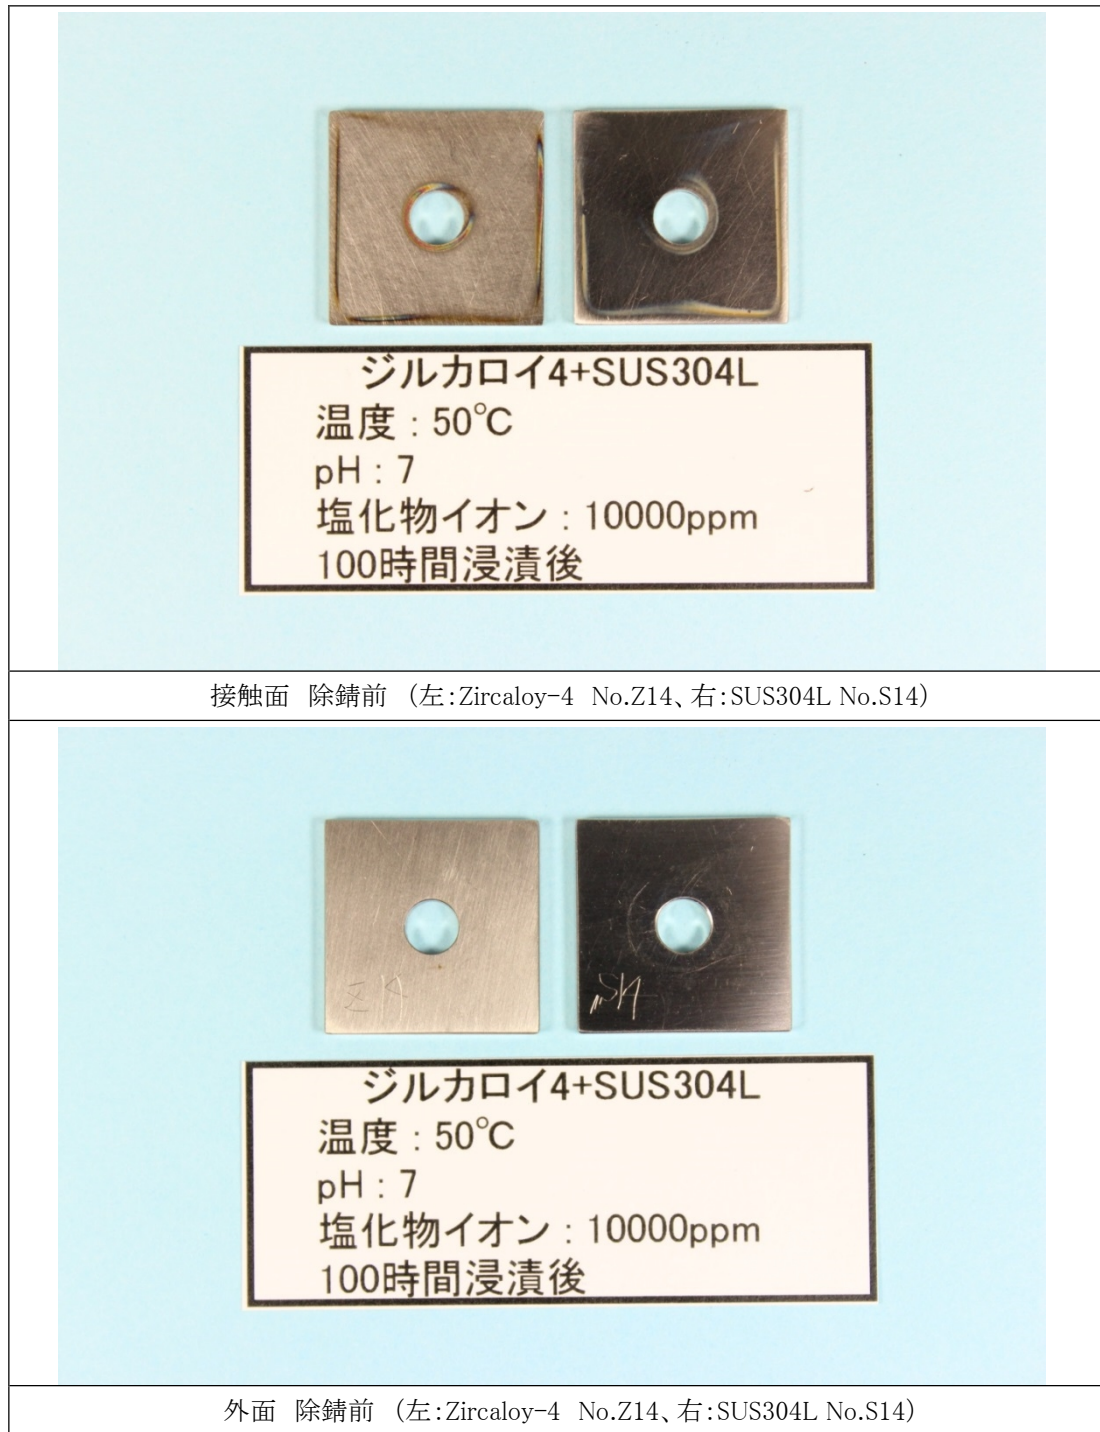 ジルカロイ4+SUS304L
温度：50℃
pH：7
塩化物イオン：10000ppm
100時間浸漬後
接触面 除錆前 （左：Zircaloy-4 No.Z14、右：SUS304L No.S14）
Z14
S14
ジルカロイ4+SUS304L
温度：50℃
pH：7
塩化物イオン：10000ppm
100時間浸漬後
外面 除錆前 （左：Zircaloy-4 No.Z14、右：SUS304L No.S14）